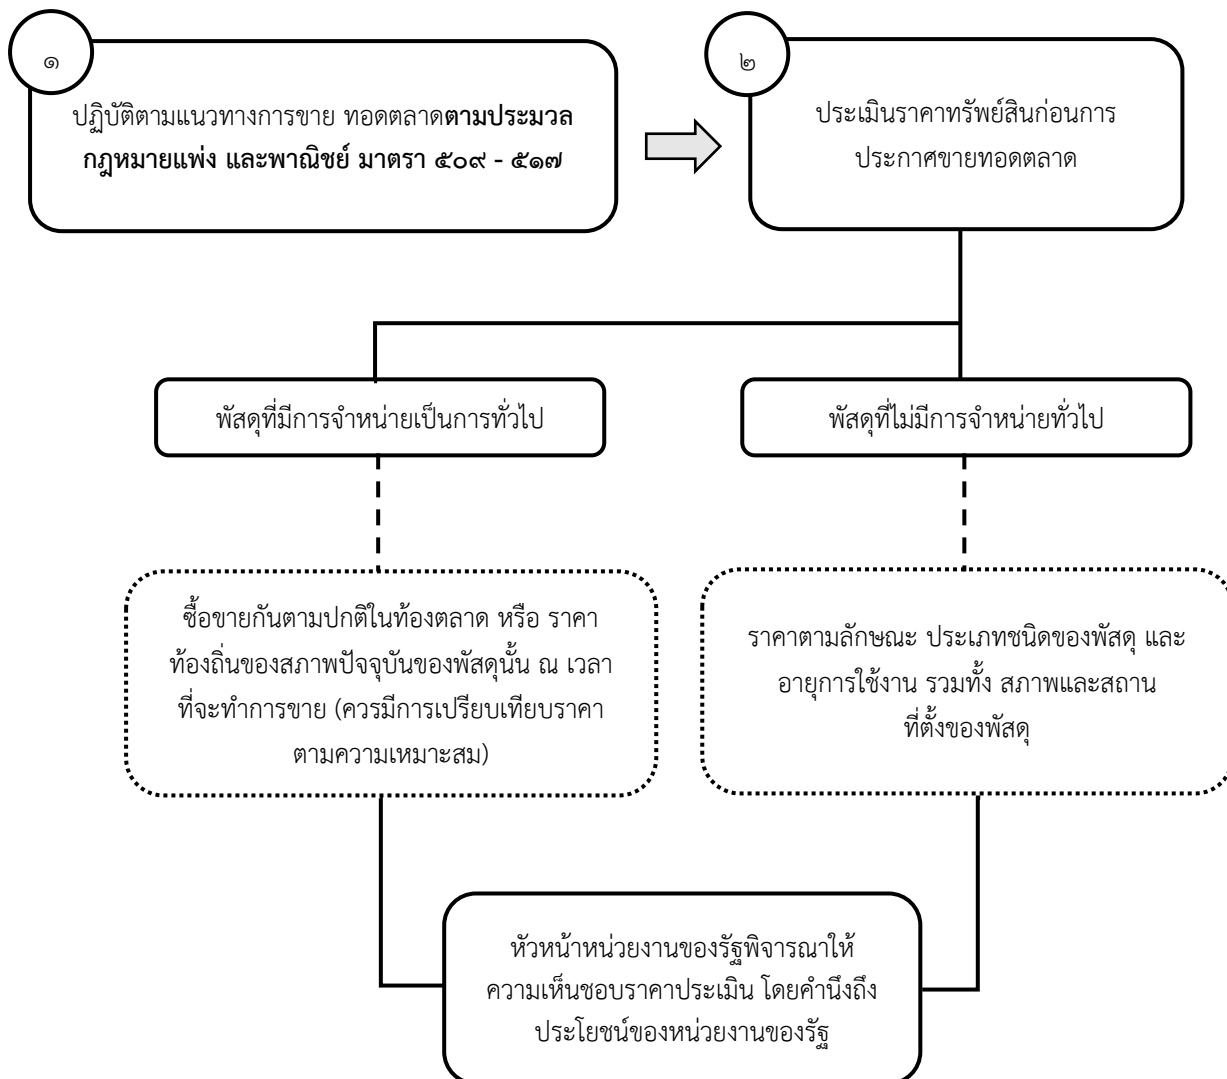 ๑
ปฏิบัติตามแนวทางการขาย ทอดตลาดตามประมวล
กฎหมายแพ่ง และพาณิชย์ มาตรา ๕๐๙ - ๕๑๗
๒
ประเมินราคาทรัพย์สินก่อนการ
ประกาศขายทอดตลาด
พัสดุที่มีการจำหน่ายเป็นการทั่วไป
พัสดุที่ไม่มีการจำหน่ายทั่วไป
ซื้อขายกันตามปกติในท้องตลาด หรือ ราคา
ท้องถิ่นของสภาพปัจจุบันของพัสดุนั้น ณ เวลา
ที่จะทำการขาย (ควรมีการเปรียบเทียบราคา
ตามความเหมาะสม)
ราคาตามลักษณะ ประเภทชนิดของพัสดุ และ
อายุการใช้งาน รวมทั้ง สภาพและสถาน
ที่ตั้งของพัสดุ
หัวหน้าหน่วยงานของรัฐพิจารณาให้
ความเห็นชอบราคาประเมิน โดยคำนึงถึง
ประโยชน์ของหน่วยงานของรัฐ